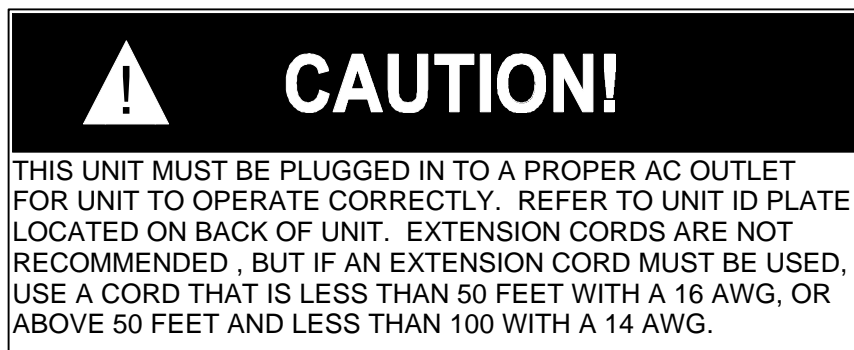 ! CAUTION!
THIS UNIT MUST BE PLUGGED IN TO A PROPER AC OUTLET
FOR UNIT TO OPERATE CORRECTLY.  REFER TO UNIT ID PLATE
LOCATED ON BACK OF UNIT.  EXTENSION CORDS ARE NOT
RECOMMENDED , BUT IF AN EXTENSION CORD MUST BE USED,
USE A CORD THAT IS LESS THAN 50 FEET WITH A 16 AWG, OR
ABOVE 50 FEET AND LESS THAN 100 WITH A 14 AWG.